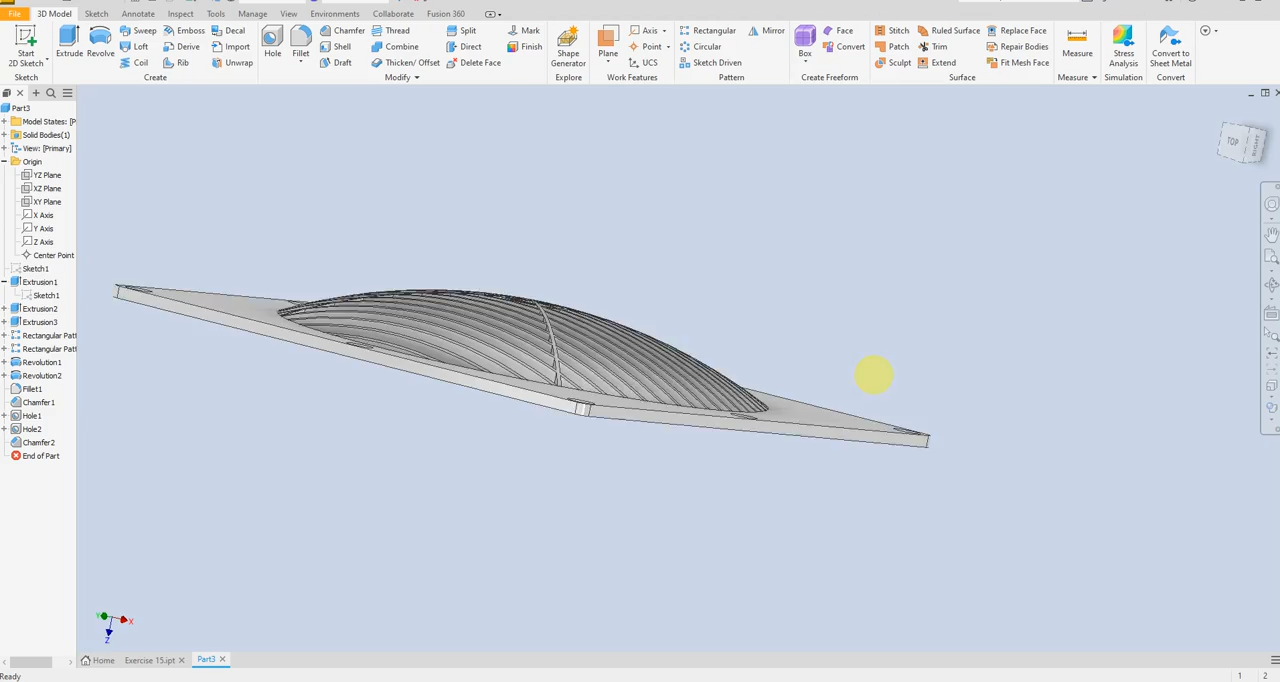 File 3D Model Sketch Annotate Inspect Tools Manage View Environments Collaborate Fusion 360
Start
2D Sketch
Sketch
Extrude
Revolve
Sweep
Emboss
Decal
Loft
Derive
Import
Coil
Rib
Unwrap
Create
Hole
Fillet
Chamfer
Thread
Split
Mark
Shell
Combine
Direct
Finish
Draft
Thicken/ Offset
Delete Face
Modify
Shape
Generator
Explore
Plane
Axis
Point
UCS
Work Features
Rectangular
Mirror
Circular
Sketch Driven
Pattern
Box
Face
Convert
Create Freeform
Stitch
Ruled Surface
Replace Face
Patch
Trim
Repair Bodies
Sculpt
Extend
Fit Mesh Face
Surface
Measure
Measure
Stress
Analysis
Simulation
Convert to
Sheet Metal
Convert
Part3
Model States: [P
Solid Bodies(1)
View: [Primary]
Origin
YZ Plane
XZ Plane
XY Plane
X Axis
Y Axis
Z Axis
Center Point
Sketch1
Extrusion1
Sketch1
Extrusion2
Extrusion3
Rectangular Pat
Rectangular Pat
Revolution1
Revolution2
Fillet1
Chamfer1
Hole1
Hole2
Chamfer2
End of Part
TOP
RIGHT
Y
X
Z
Home Exercise 15.ipt Part3
Ready 1 2